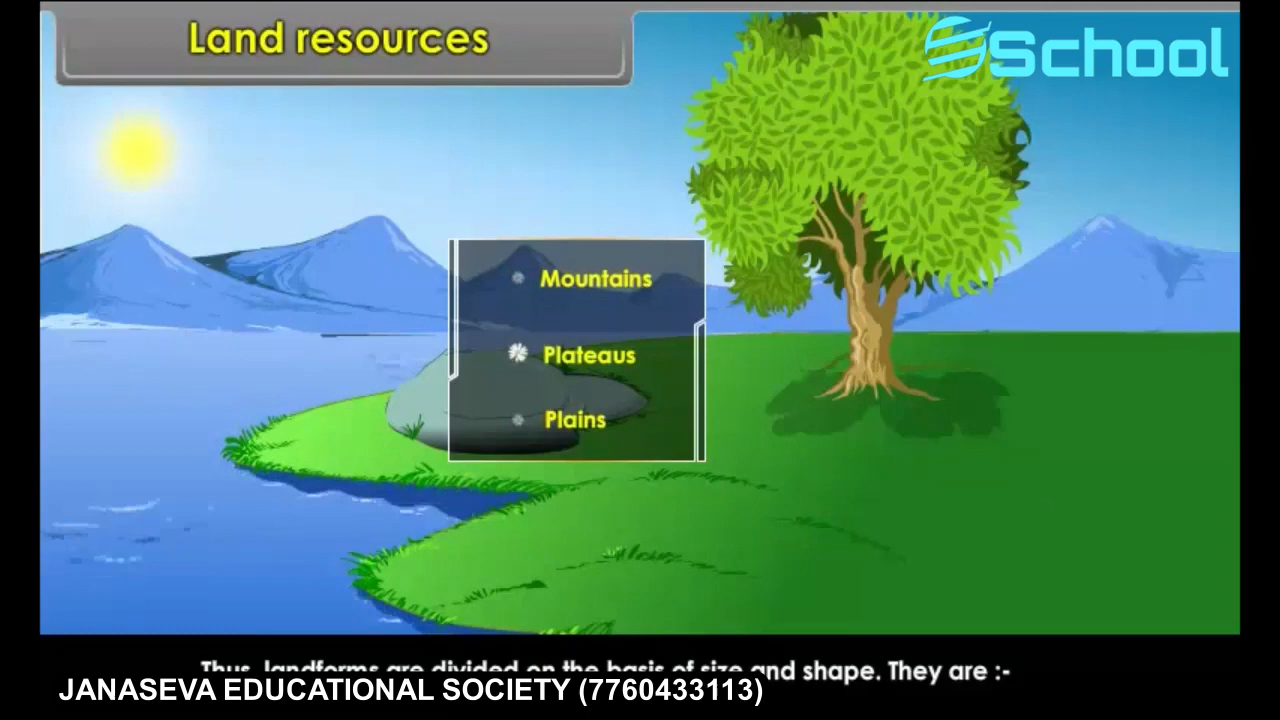 Land resources
School
Mountains
Plateaus
Plains
Thus, landforms are divided on the basis of size and shape. They are :-
JANASEVA EDUCATIONAL SOCIETY (7760433113)